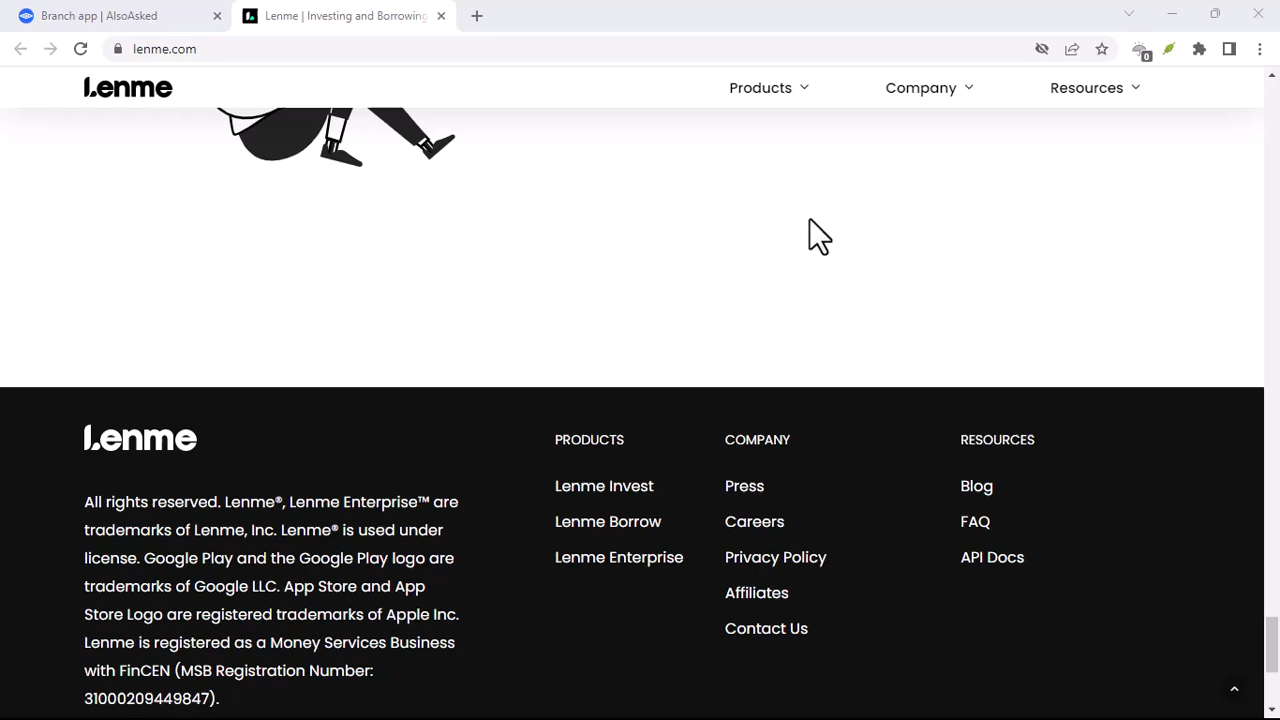 Branch app | AlsoAsked
Lenme | Investing and Borrowing
lenme.com
0
Lenme
Products
Company
Resources
Lenme
All rights reserved. Lenme®, Lenme Enterprise™ are
trademarks of Lenme, Inc. Lenme® is used under
license. Google Play and the Google Play logo are
trademarks of Google LLC. App Store and App
Store Logo are registered trademarks of Apple Inc.
Lenme is registered as a Money Services Business
with FinCEN (MSB Registration Number:
31000209449847).
PRODUCTS
Lenme Invest
Lenme Borrow
Lenme Enterprise
COMPANY
Press
Careers
Privacy Policy
Affiliates
Contact Us
RESOURCES
Blog
FAQ
API Docs